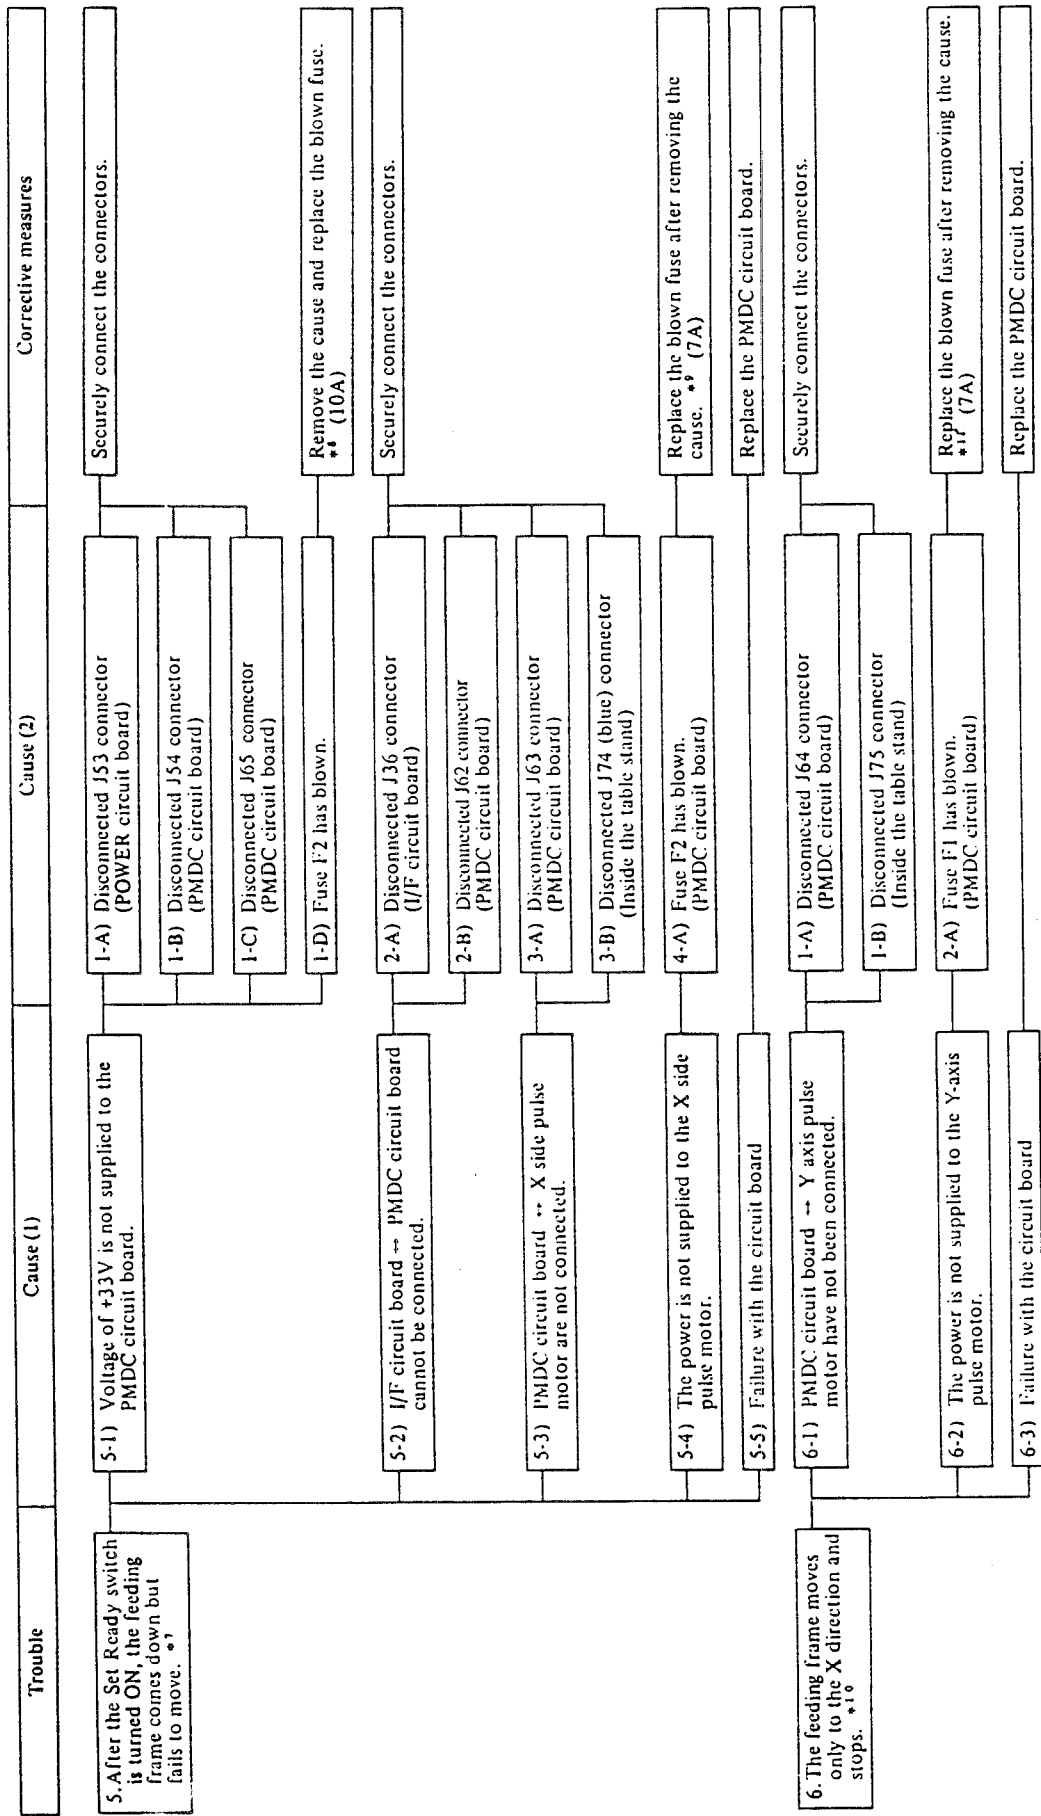 Trouble
Cause (1)
Cause (2)
Corrective measures
5. After the Set Ready switch
is turned ON, the feeding
frame comes down but
fails to move. *7
5-1) Voltage of +33V is not supplied to the
PMDC circuit board.
1-A) Disconnected J53 connector
(POWER circuit board)
1-B) Disconnected J54 connector
(PMDC circuit board)
1-C) Disconnected J65 connector
(PMDC circuit board)
Securely connect the connectors.
1-D) Fuse F2 has blown.
Remove the cause and replace the blown fuse.
*8 (10A)
5-2) I/F circuit board ↔ PMDC circuit board
cannot be connected.
2-A) Disconnected J36 connector
(I/F circuit board)
2-B) Disconnected J62 connector
(PMDC circuit board)
Securely connect the connectors.
5-3) PMDC circuit board ↔ X side pulse
motor are not connected.
3-A) Disconnected J63 connector
(PMDC circuit board)
3-B) Disconnected J74 (blue) connector
(Inside the table stand)
5-4) The power is not supplied to the X side
pulse motor.
4-A) Fuse F2 has blown.
(PMDC circuit board)
Replace the blown fuse after removing the
cause. *9 (7A)
5-5) Failure with the circuit board
Replace the PMDC circuit board.
6. The feeding frame moves
only to the X direction and
stops. *10
6-1) PMDC circuit board ↔ Y axis pulse
motor have not been connected.
1-A) Disconnected J64 connector
(PMDC circuit board)
1-B) Disconnected J75 connector
(Inside the table stand)
Securely connect the connectors.
6-2) The power is not supplied to the Y-axis
pulse motor.
2-A) Fuse F1 has blown.
(PMDC circuit board)
Replace the blown fuse after removing the cause.
(7A)
6-3) Failure with the circuit board
Replace the PMDC circuit board.